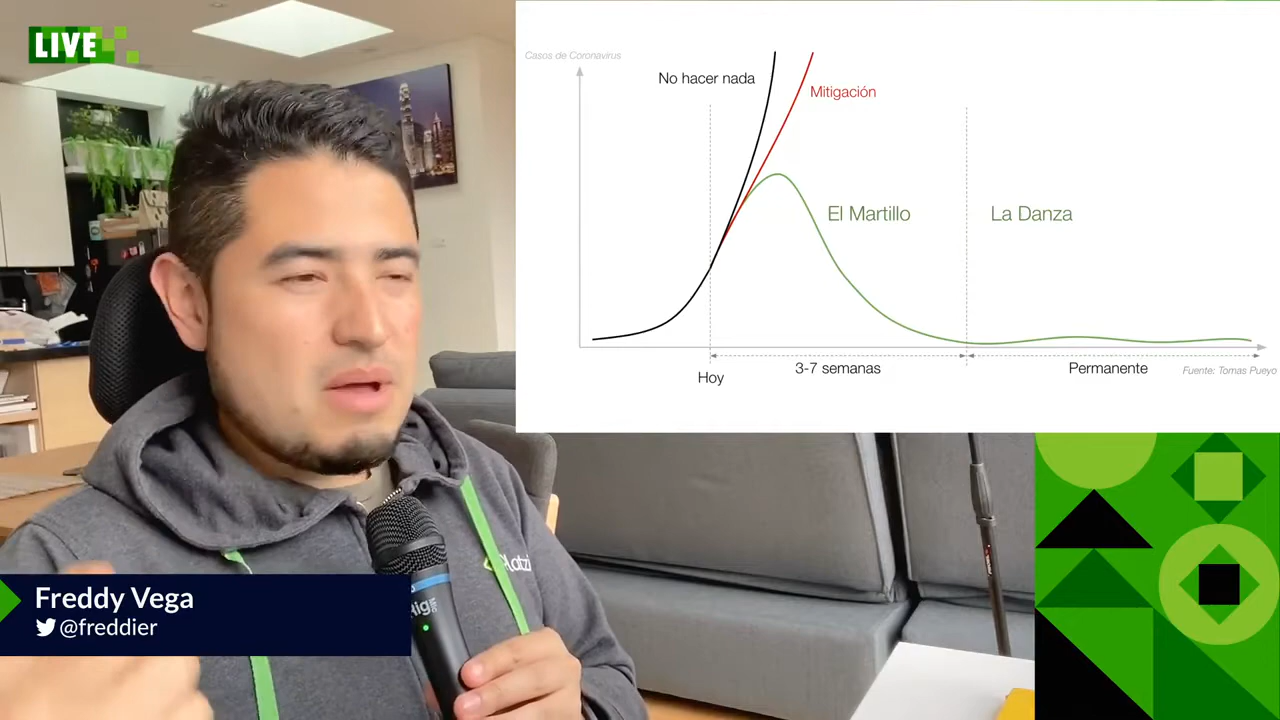 LIVE
Casos de Coronavirus
No hacer nada
Mitigación
El Martillo
La Danza
3-7 semanas
Permanente
Hoy
Fuente: Tomas Pueyo
Platzi
Freddy Vega
@freddier